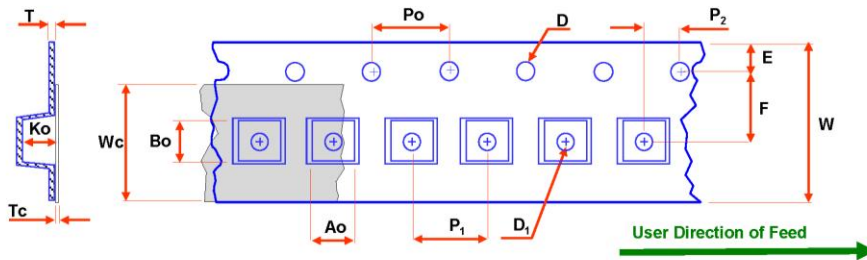 T
Po
D
P2
E
F
W
Ko
Wc
Bo
Tc
Ao
P1
D1
User Direction of Feed